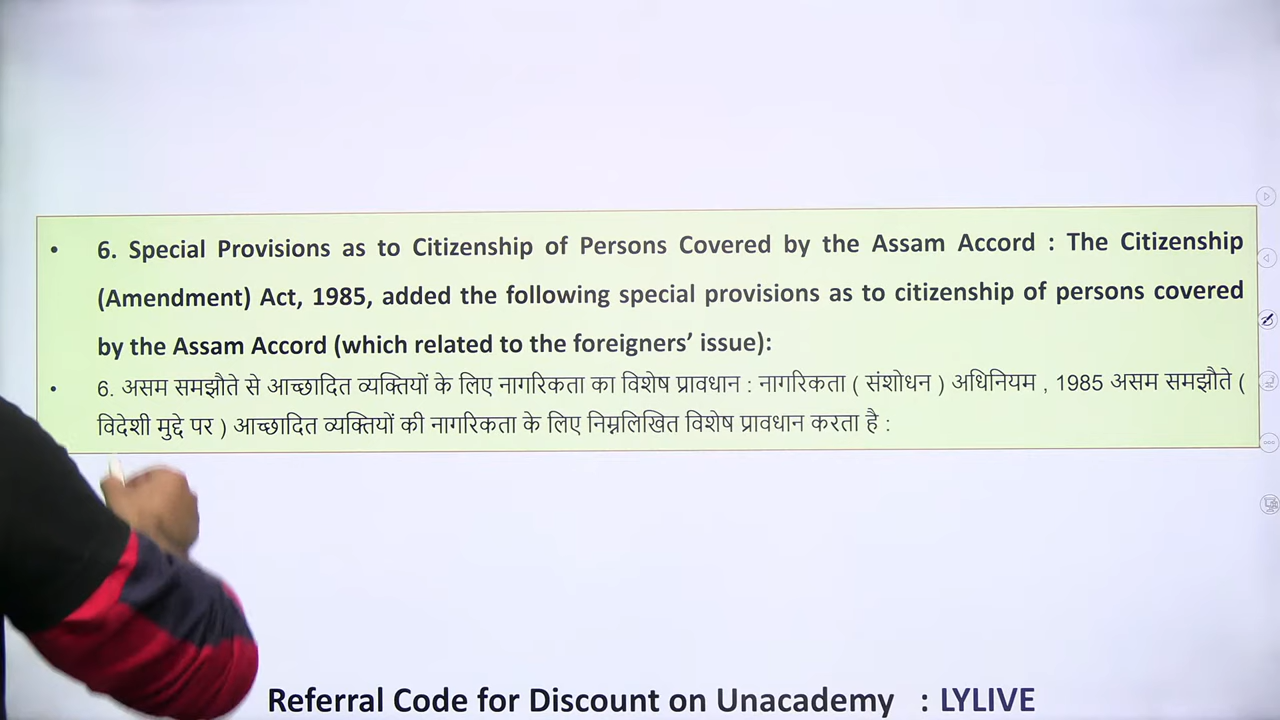 • 6. Special Provisions as to Citizenship of Persons Covered by the Assam Accord : The Citizenship
(Amendment) Act, 1985, added the following special provisions as to citizenship of persons covered
by the Assam Accord (which related to the foreigners’ issue):
• 6. असम समझौते से आच्छादित व्यक्तियों के लिए नागरिकता का विशेष प्रावधान : नागरिकता ( संशोधन ) अधिनियम , 1985 असम समझौते (
विदेशी मुद्दे पर ) आच्छादित व्यक्तियों की नागरिकता के लिए निम्नलिखित विशेष प्रावधान करता है :
Referral Code for Discount on Unacademy : LYLIVE